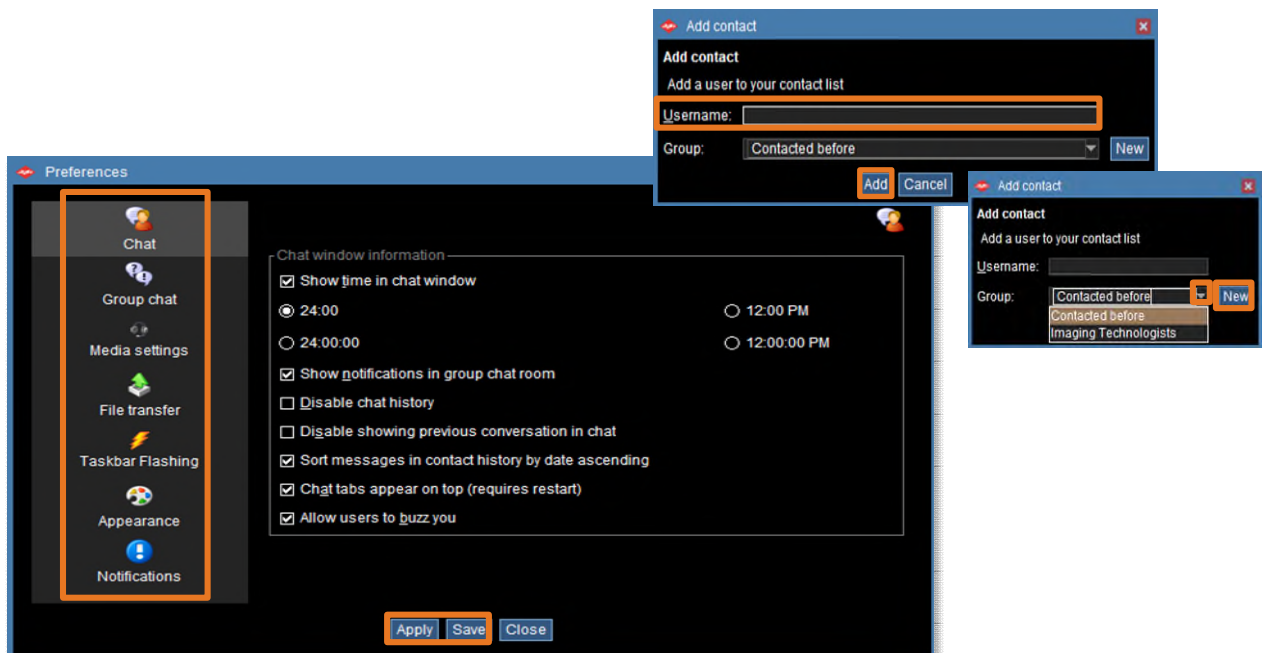 Add contact
Add contact
Add a user to your contact list
Username:
Group: Contacted before New
Add Cancel
Add contact
Add contact
Add a user to your contact list
Username:
Group: Contacted before New
Contacted before
Imaging Technologists
Preferences
Chat
Group chat
Media settings
File transfer
Taskbar Flashing
Appearance
Notifications
Chat window information
Show time in chat window
24:00 12:00 PM
24:00:00 12:00:00 PM
Show notifications in group chat room
Disable chat history
Disable showing previous conversation in chat
Sort messages in contact history by date ascending
Chat tabs appear on top (requires restart)
Allow users to buzz you
Apply Save Close